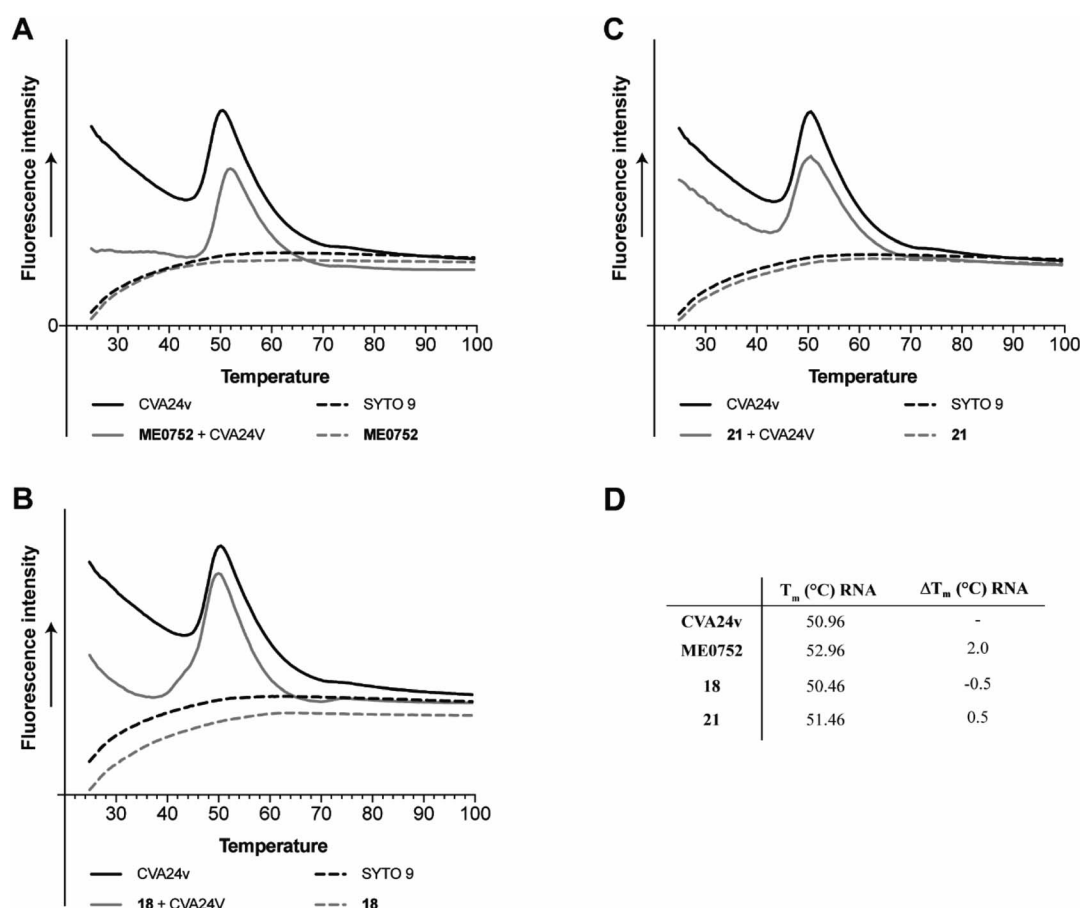 A
Fluorescence intensity
0
30 40 50 60 70 80 90 100
Temperature
CVA24v
SYTO 9
ME0752 + CVA24V
ME0752
B
Fluorescence intensity
30 40 50 60 70 80 90 100
Temperature
CVA24v
SYTO 9
18 + CVA24V
18
C
Fluorescence intensity
30 40 50 60 70 80 90 100
Temperature
CVA24v
SYTO 9
21 + CVA24V
21
D
Tm (°C) RNA ΔTm (°C) RNA
CVA24v 50.96 -
ME0752 52.96 2.0
18 50.46 -0.5
21 51.46 0.5